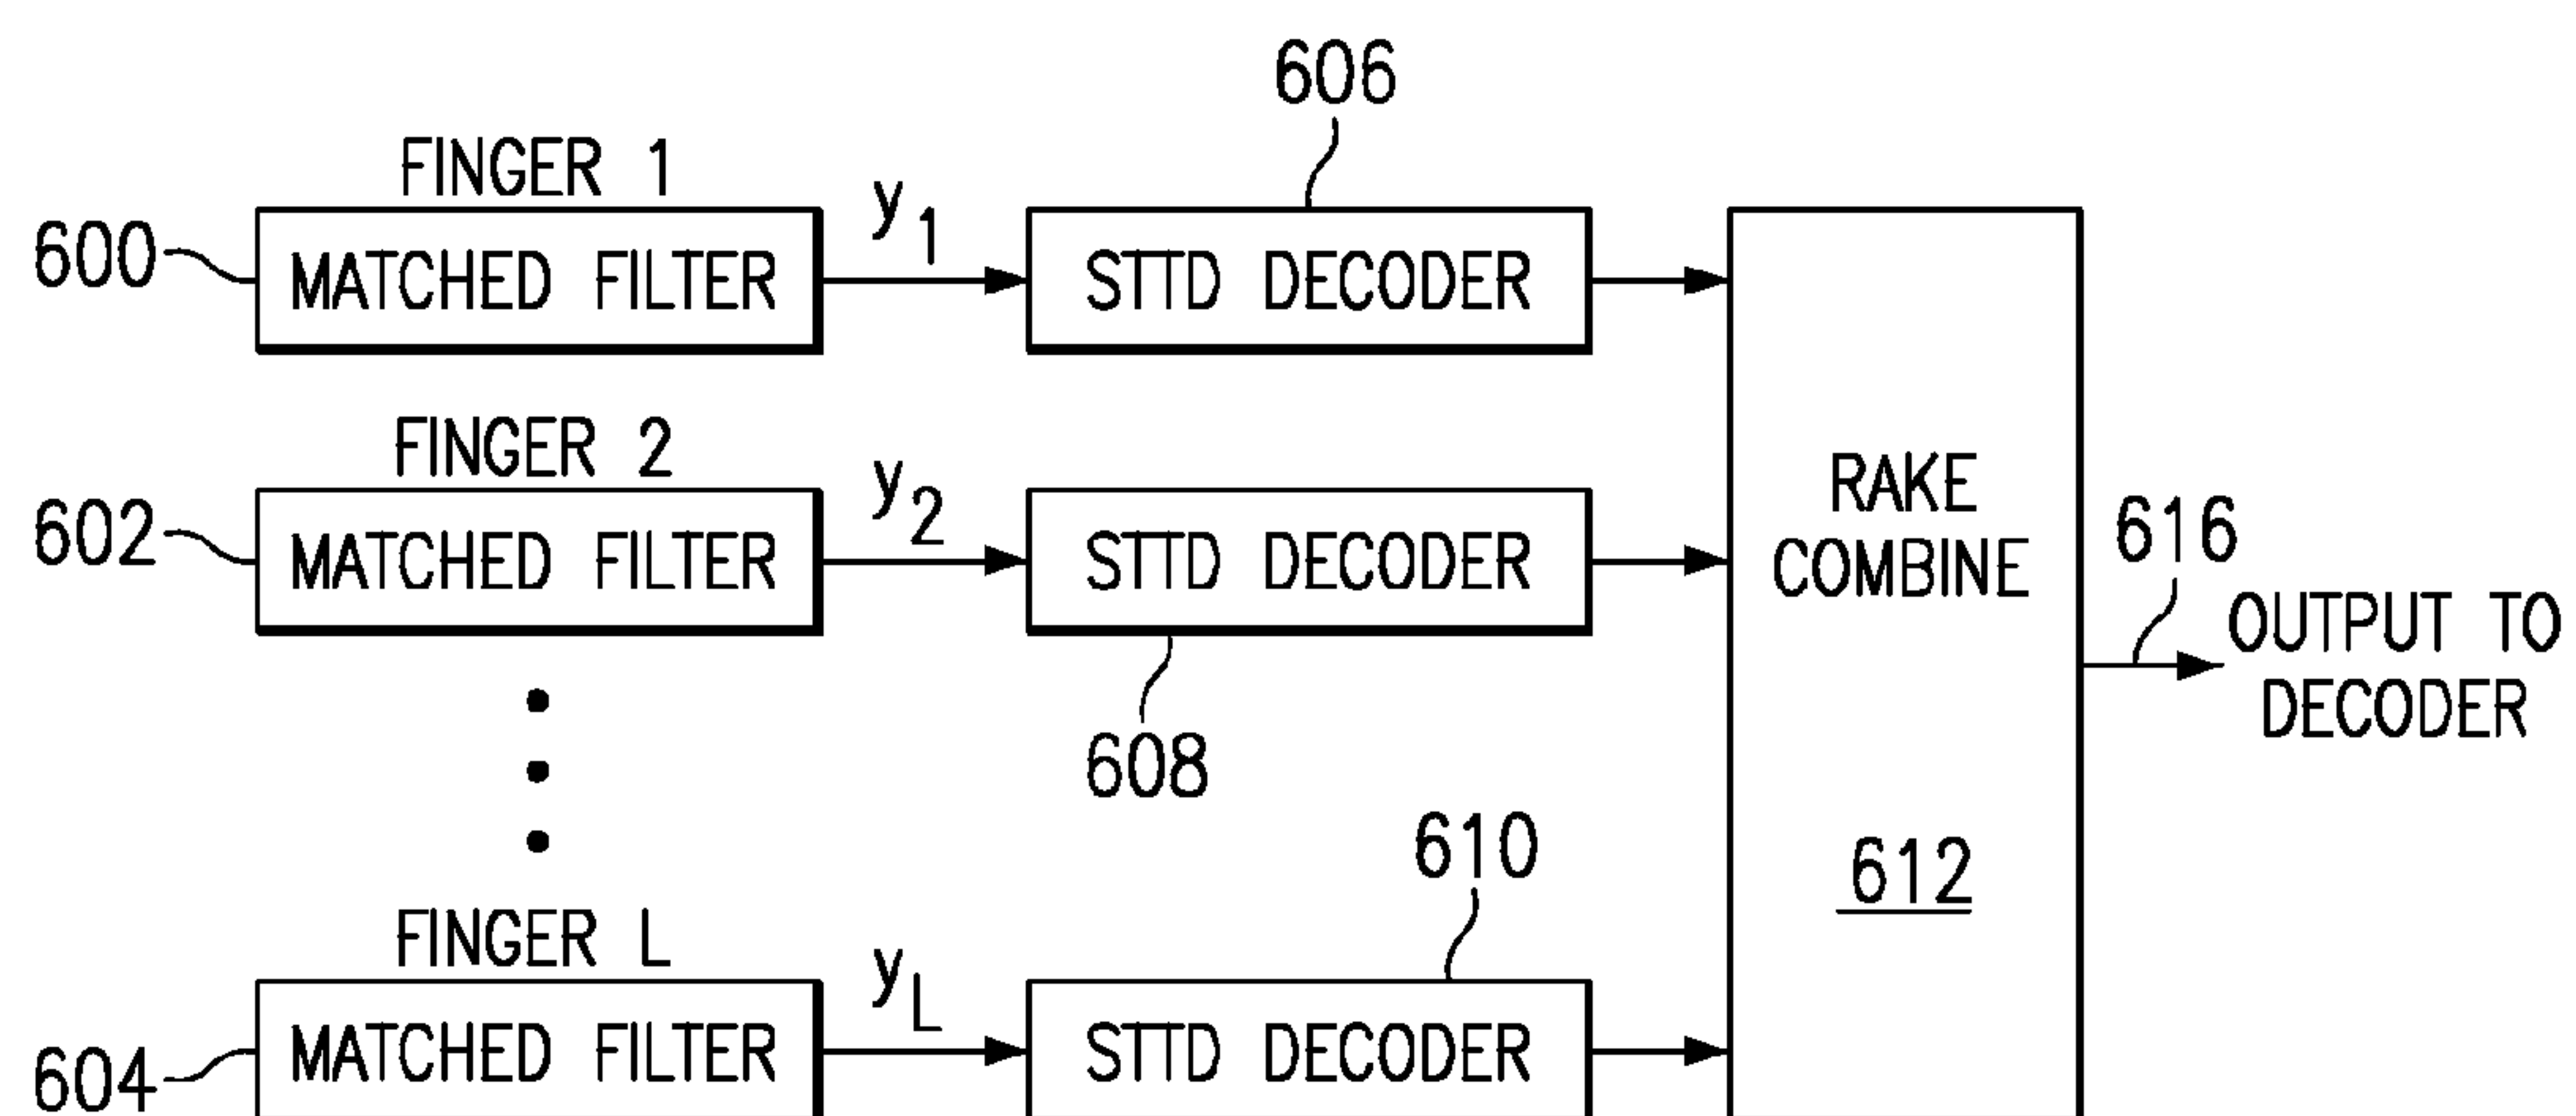 606
FINGER 1
600
MATCHED FILTER
y1
STTD DECODER
FINGER 2
602
MATCHED FILTER
y2
STTD DECODER
608
RAKE
COMBINE
612
616
OUTPUT TO
DECODER
610
FINGER L
604
MATCHED FILTER
yL
STTD DECODER